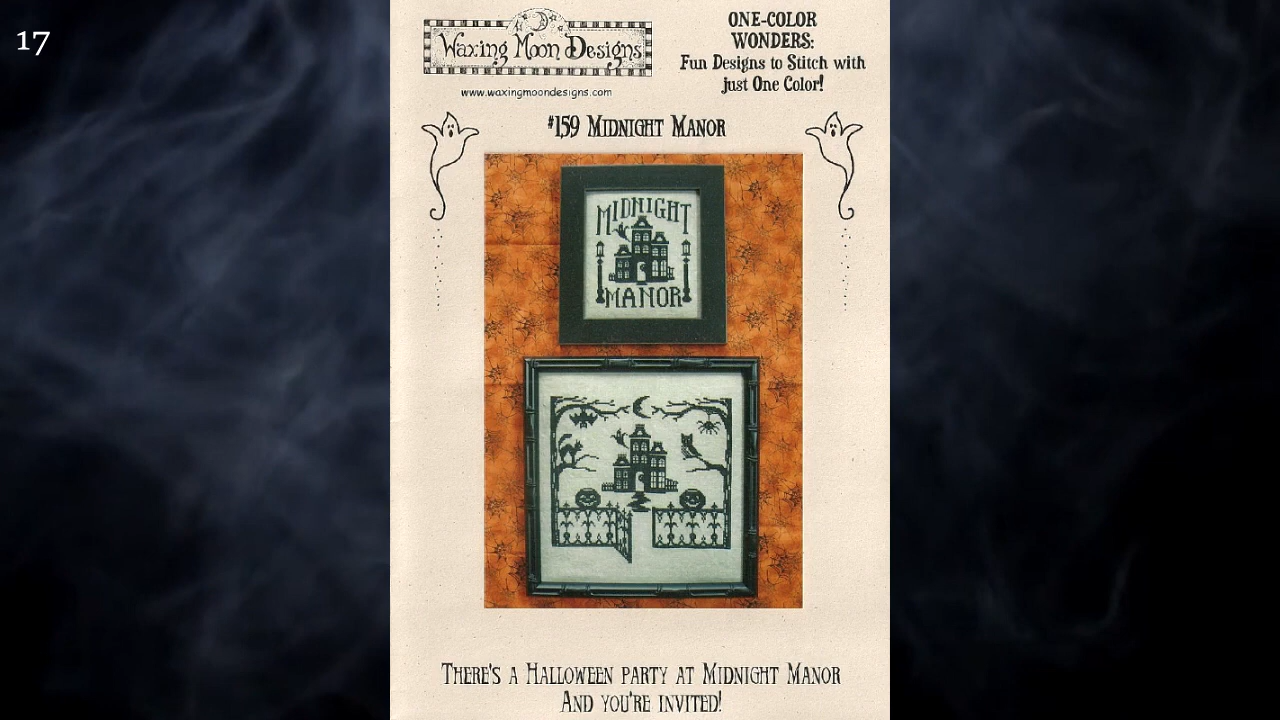 17
Waxing Moon Designs
www.waxingmoondesigns.com
ONE-COLOR
WONDERS:
Fun Designs to Stitch with
just One Color!
#159 MIDNIGHT MANOR
MIDNIGHT
MANOR
THERE'S A HALLOWEEN PARTY AT MIDNIGHT MANOR
AND YOU'RE INVITED!